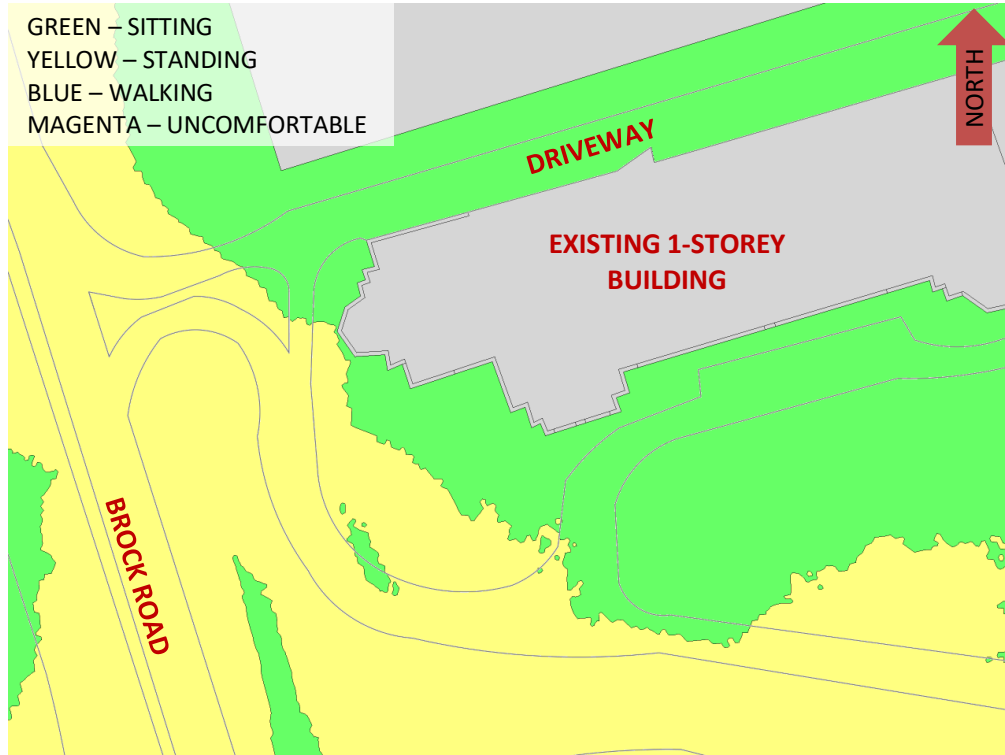 GREEN – SITTING
YELLOW – STANDING
BLUE – WALKING
MAGENTA – UNCOMFORTABLE
NORTH
DRIVEWAY
EXISTING 1-STOREY
BUILDING
BROCK ROAD